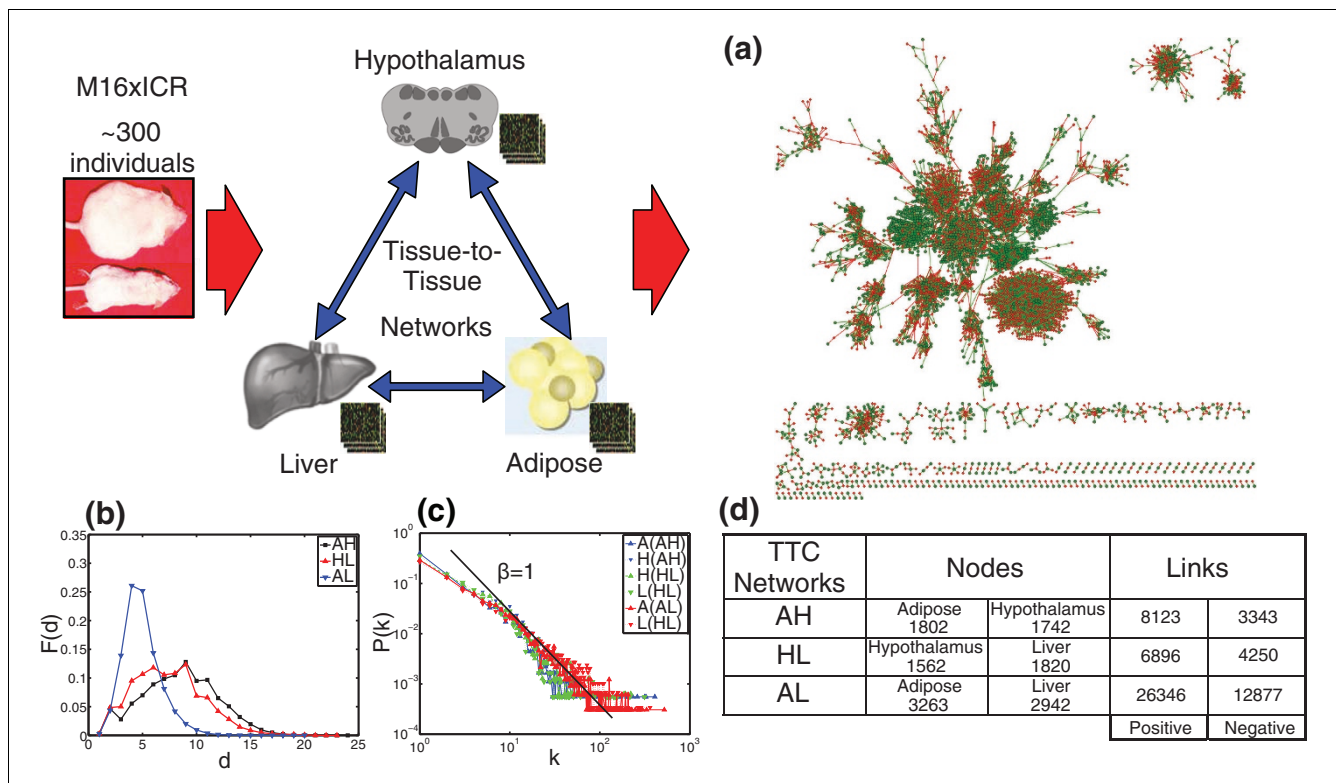 M16xICR
~300
individuals
Hypothalamus
Tissue-to-
Tissue
Networks
Liver
Adipose
(a)
(b)
0.35
0.3
0.25
0.2
0.15
0.1
0.05
0
F(d)
0
5
10
15
20
25
d
AH
HL
AL
(c)
10^0
10^-1
10^-2
10^-3
10^-4
P(k)
10^0
10^1
10^2
10^3
k
β=1
A(AH)
H(AH)
H(HL)
L(HL)
A(AL)
L(HL)
(d)
TTC Nodes Links
Networks
AH Adipose Hypothalamus 8123 3343
1802 1742
HL Hypothalamus Liver 6896 4250
1562 1820
AL Adipose Liver 26346 12877
3263 2942
Positive Negative